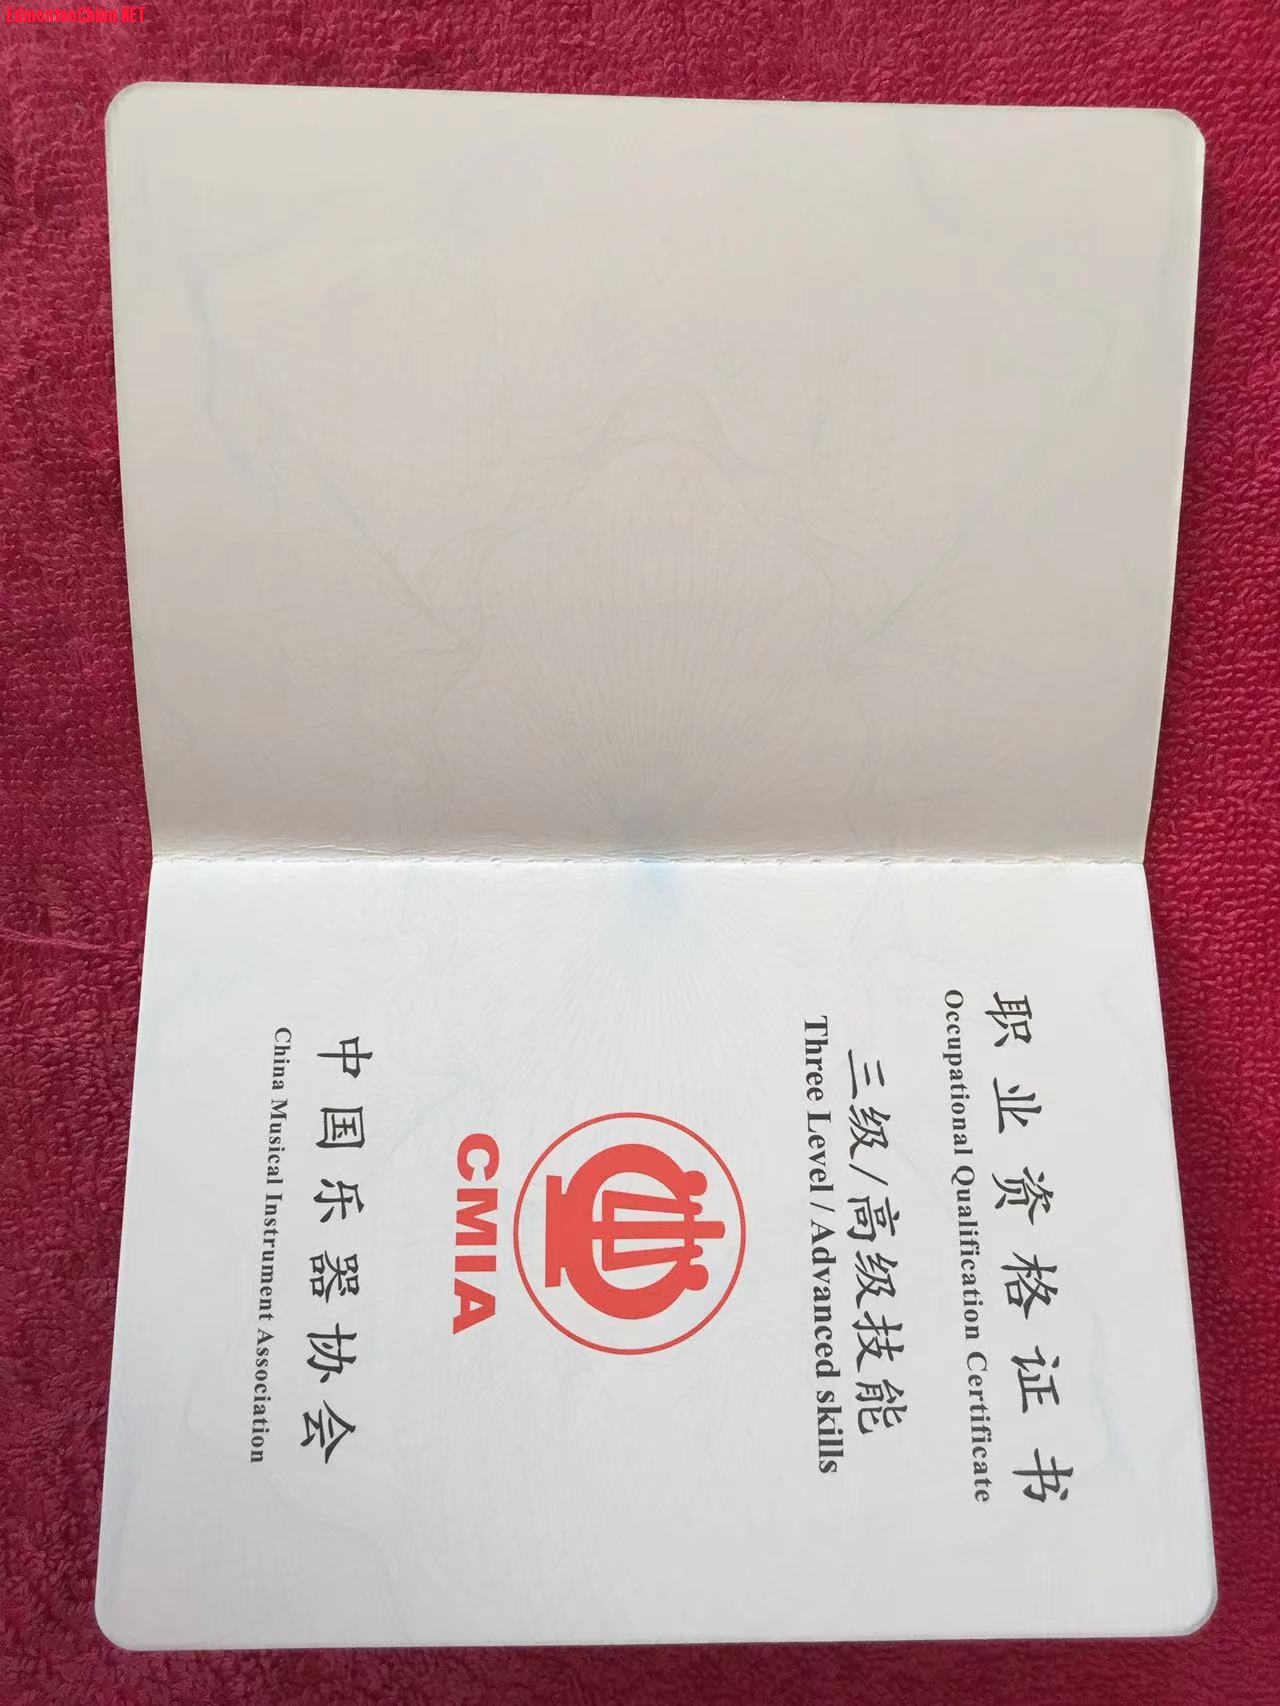 EdmontonChina.NET
职业资格证书
Occupational Qualification Certificate
三级/高级技能
Three Level / Advanced skills
CMIA
中国乐器协会
China Musical Instrument Association